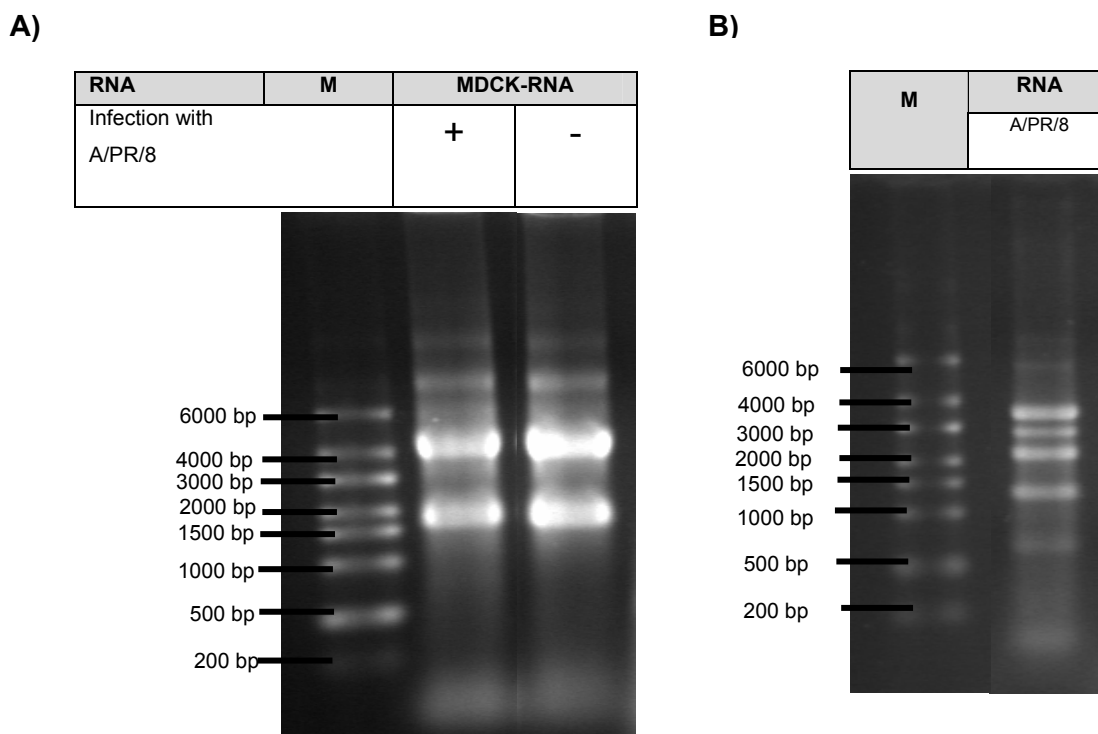 A)
RNA M MDCK-RNA
Infection with
A/PR/8
+ -
6000 bp
4000 bp
3000 bp
2000 bp
1500 bp
1000 bp
500 bp
200 bp
B)
M RNA
A/PR/8
6000 bp
4000 bp
3000 bp
2000 bp
1500 bp
1000 bp
500 bp
200 bp